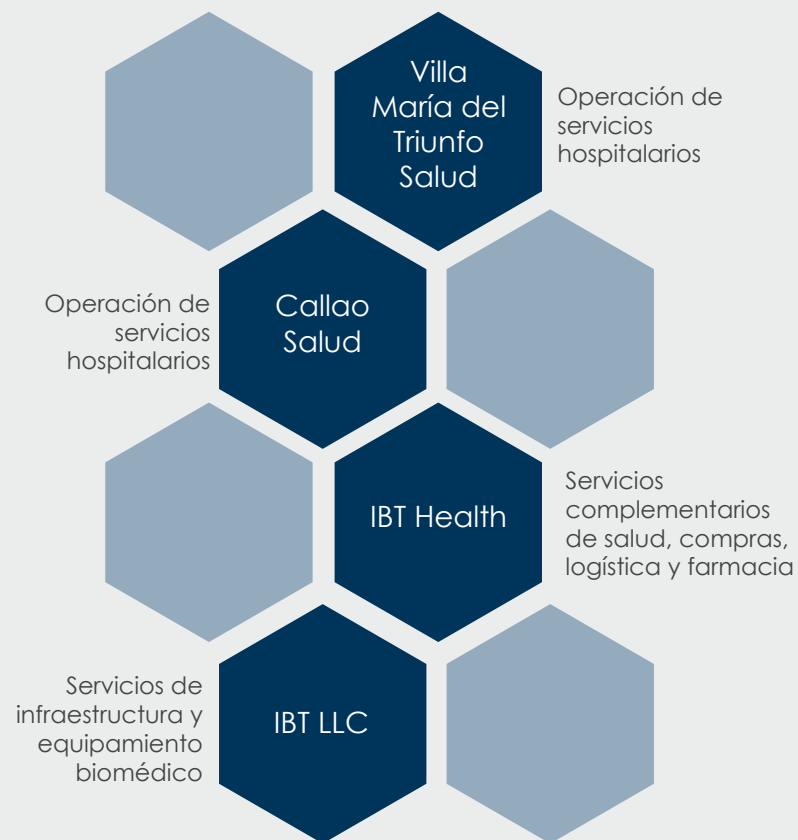 Villa
María del
Triunfo
Salud
Operación de
servicios
hospitalarios
Operación de
servicios
hospitalarios
Callao
Salud
IBT Health
Servicios
complementarios
de salud, compras,
logística y farmacia
Servicios de
infraestructura y
equipamiento
biomédico
IBT LLC